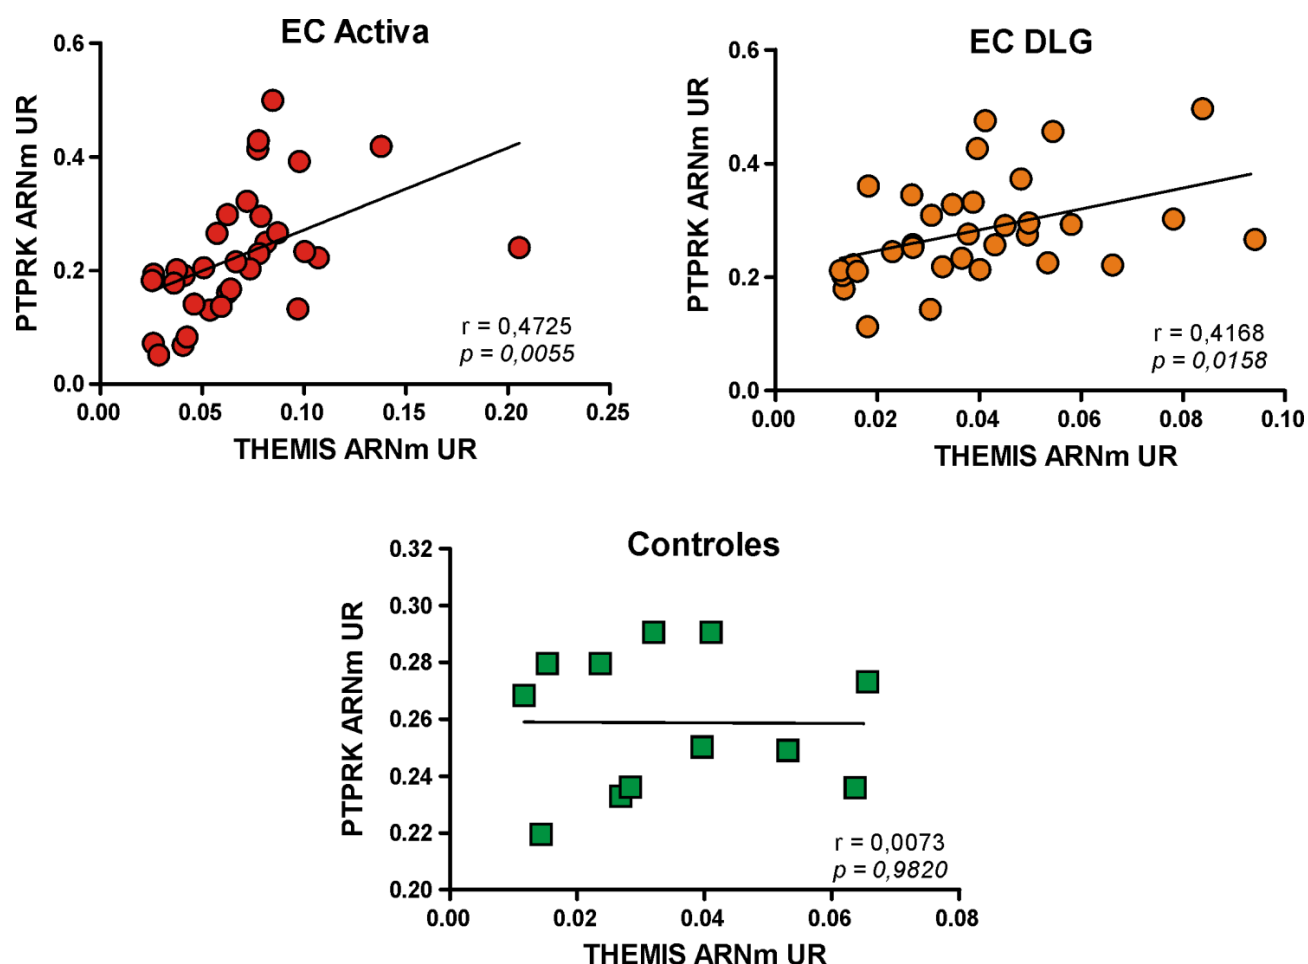 EC Activa
0.6
0.4
0.2
0.0
PTPRK ARNm UR
r = 0,4725
p = 0,0055
0.00 0.05 0.10 0.15 0.20 0.25
THEMIS ARNm UR
EC DLG
0.6
0.4
0.2
0.0
PTPRK ARNm UR
r = 0,4168
p = 0,0158
0.00 0.02 0.04 0.06 0.08 0.10
THEMIS ARNm UR
Controles
0.32
0.30
0.28
0.26
0.24
0.22
0.20
PTPRK ARNm UR
r = 0,0073
p = 0,9820
0.00 0.02 0.04 0.06 0.08
THEMIS ARNm UR